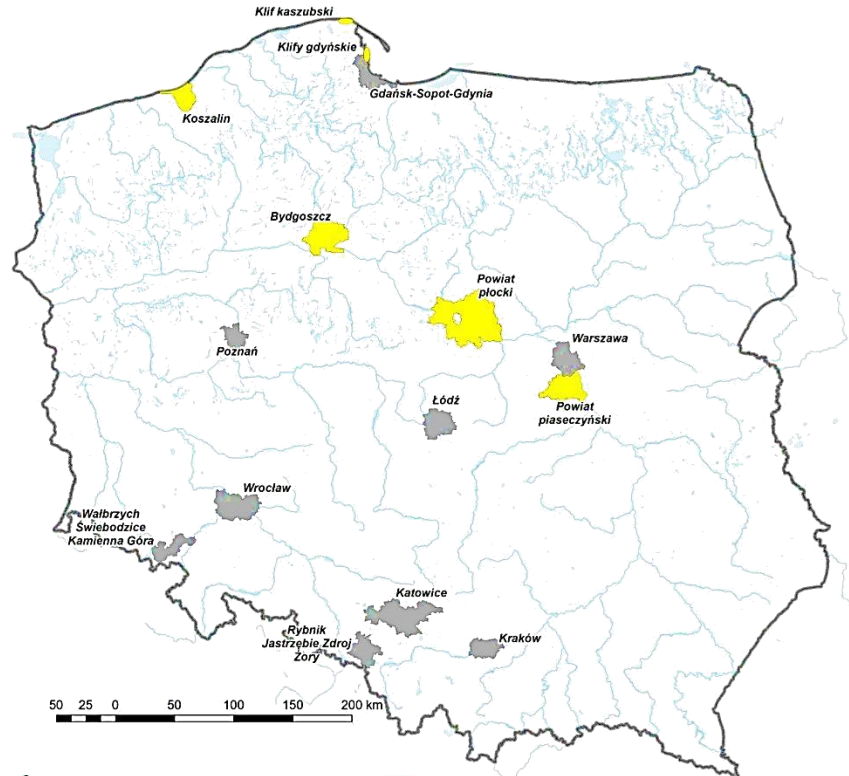 Klif kaszubski
Klify gdyńskie
Gdańsk-Sopot-Gdynia
Koszalin
Bydgoszcz
Powiat
płocki
Poznań
Warszawa
Łódź
Powiat
piaseczyński
Wrocław
Wałbrzych
Świebodzice
Kamienna Góra
Katowice
Rybnik
Jastrzębie Zdroj
Żory
Kraków
50 25 0 50 100 150 200 km